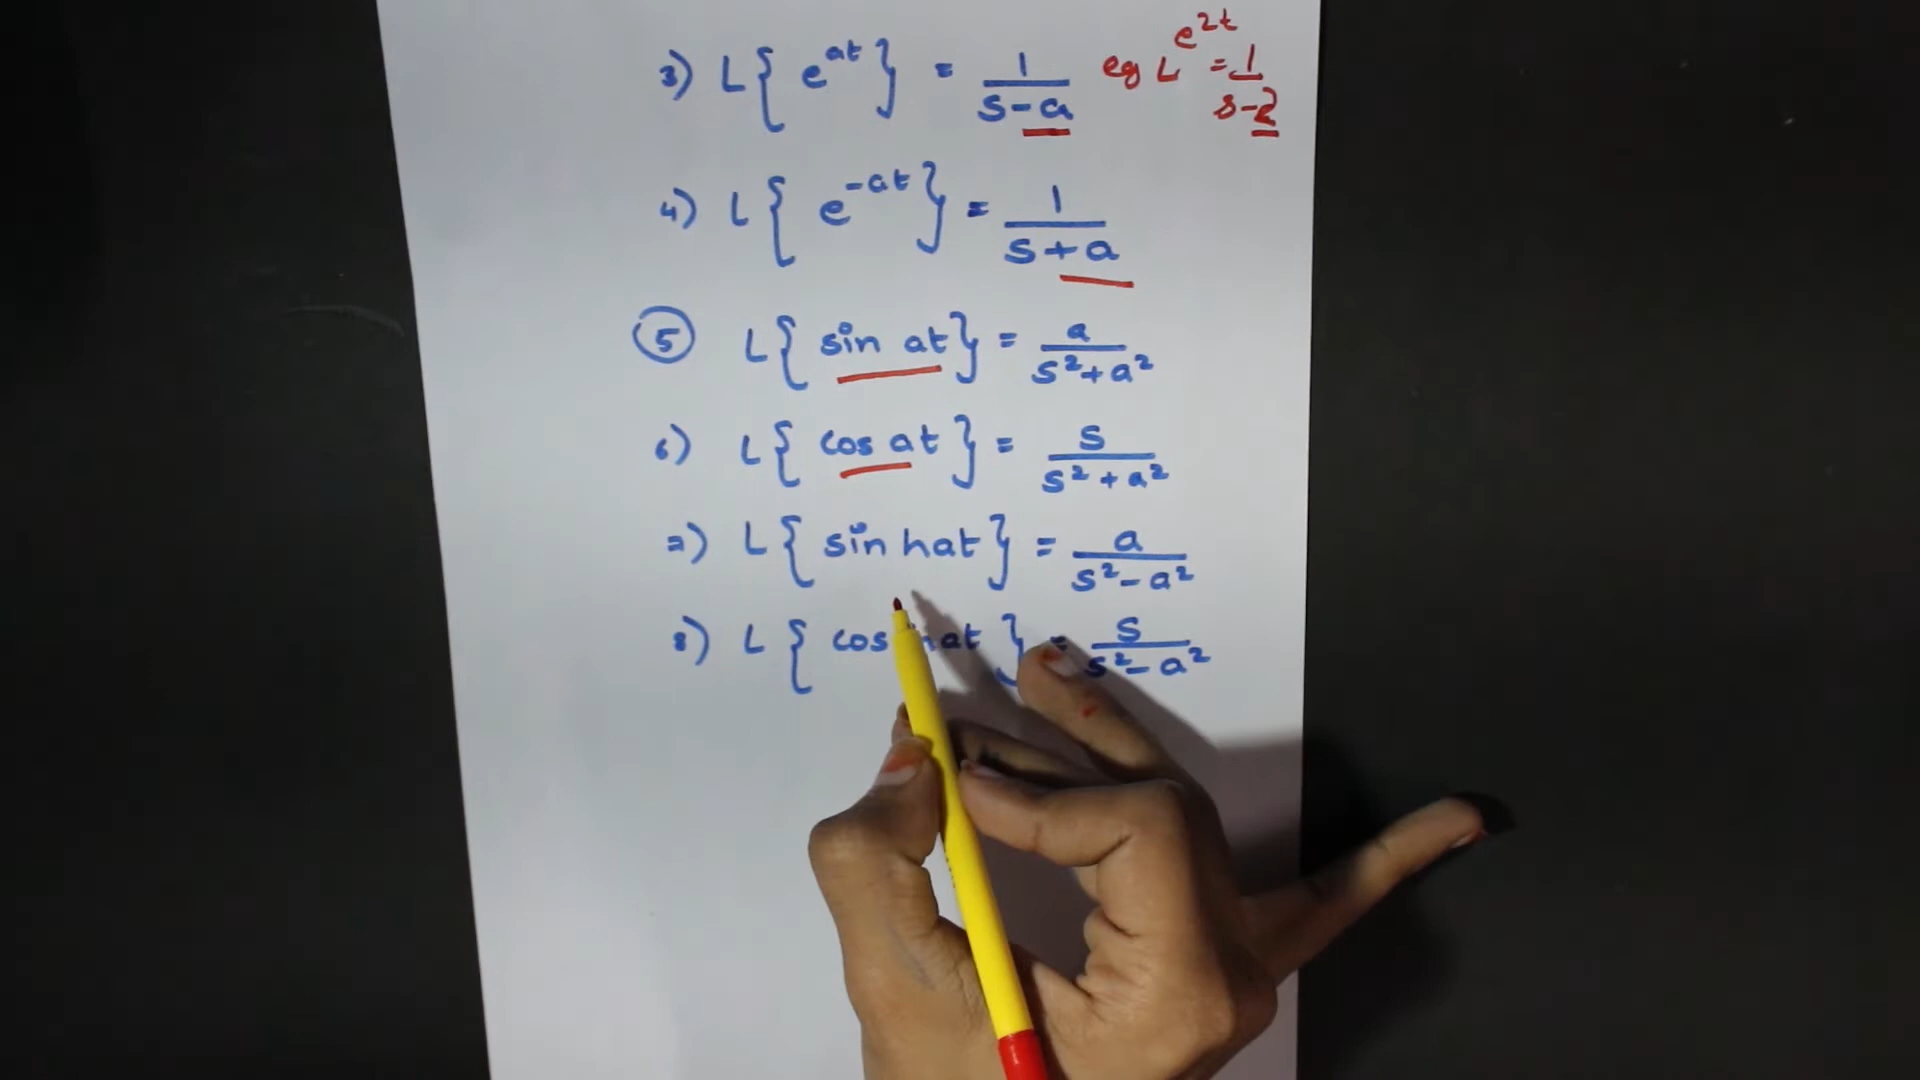 3) L{ e^at } = 1/(s-a) eg L e^2t = 1/(s-2)
4) L{ e^-at } = 1/(s+a)
5 L{ sin at } = a/(s²+a²)
6) L{ cos at } = s/(s²+a²)
7) L{ sin hat } = a/(s²-a²)
8) L{ cos hat } = s/(s²-a²)